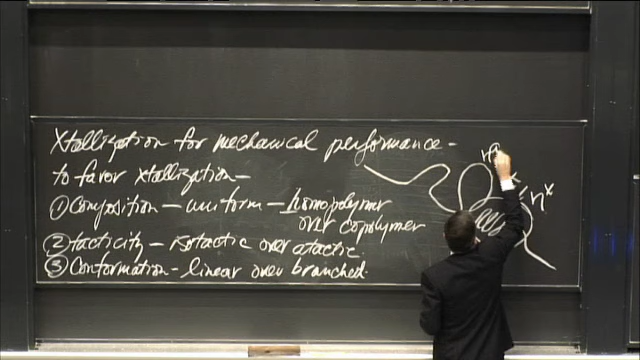 Xtallization for mechanical performance -
to favor xtallization -
① Composition - uniform - homopolymer
over copolymer
② tacticity - isotactic over atactic
③ Conformation - linear over branched.
nx